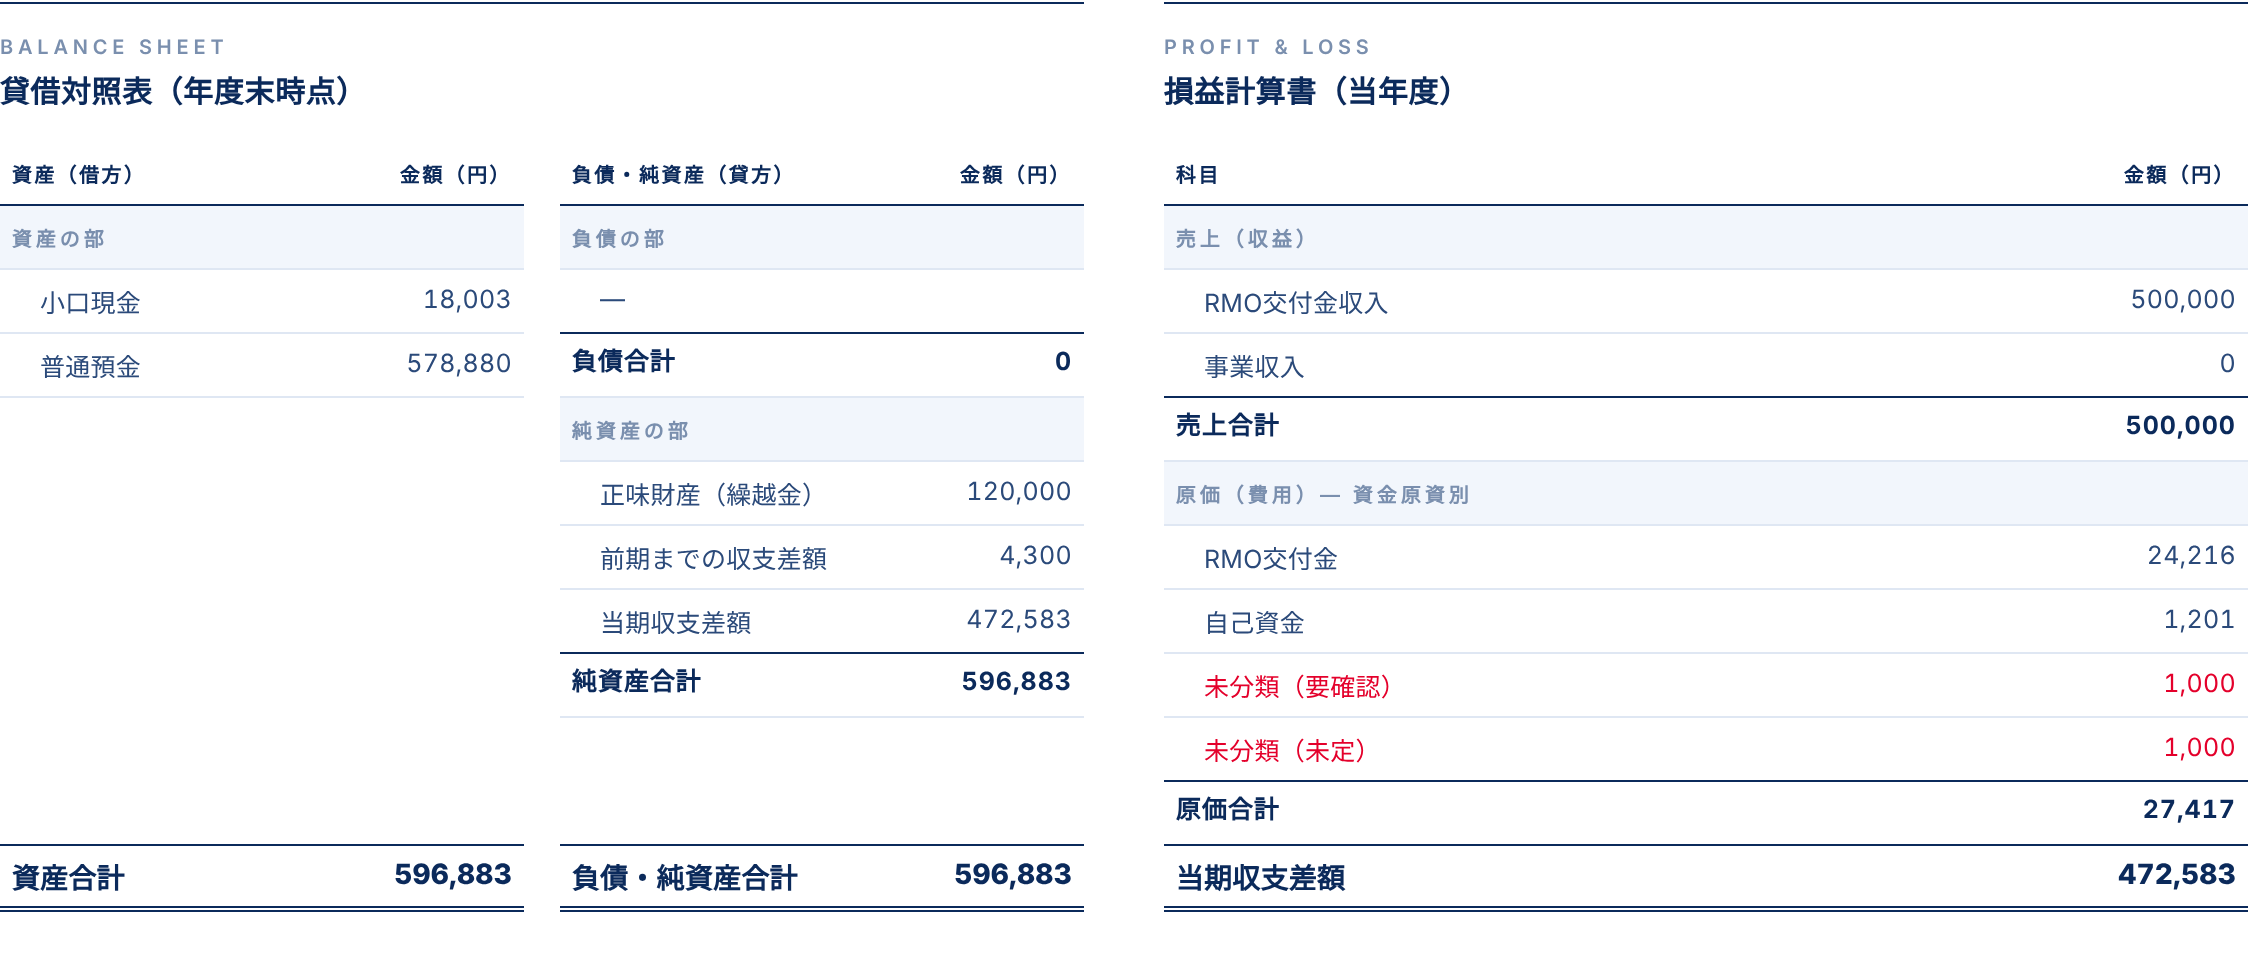 BALANCE SHEET
貸借対照表（年度末時点）
資産（借方） 金額（円）
資産の部
小口現金 18,003
普通預金 578,880
資産合計 596,883
負債・純資産（貸方） 金額（円）
負債の部
—
負債合計 0
純資産の部
正味財産（繰越金） 120,000
前期までの収支差額 4,300
当期収支差額 472,583
純資産合計 596,883
負債・純資産合計 596,883
PROFIT & LOSS
損益計算書（当年度）
科目 金額（円）
売上（収益）
RMO交付金収入 500,000
事業収入 0
売上合計 500,000
原価（費用）— 資金原資別
RMO交付金 24,216
自己資金 1,201
未分類（要確認） 1,000
未分類（未定） 1,000
原価合計 27,417
当期収支差額 472,583